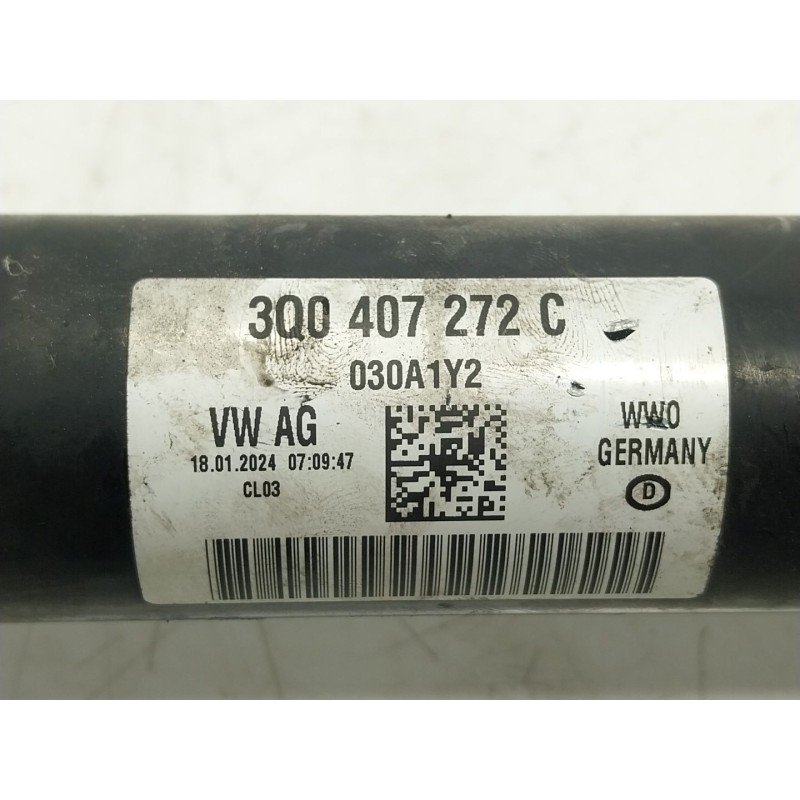 3Q0 407 272 C
030A1Y2
VW AG
18.01.2024 07:09:47
CL03
WWO
GERMANY
D